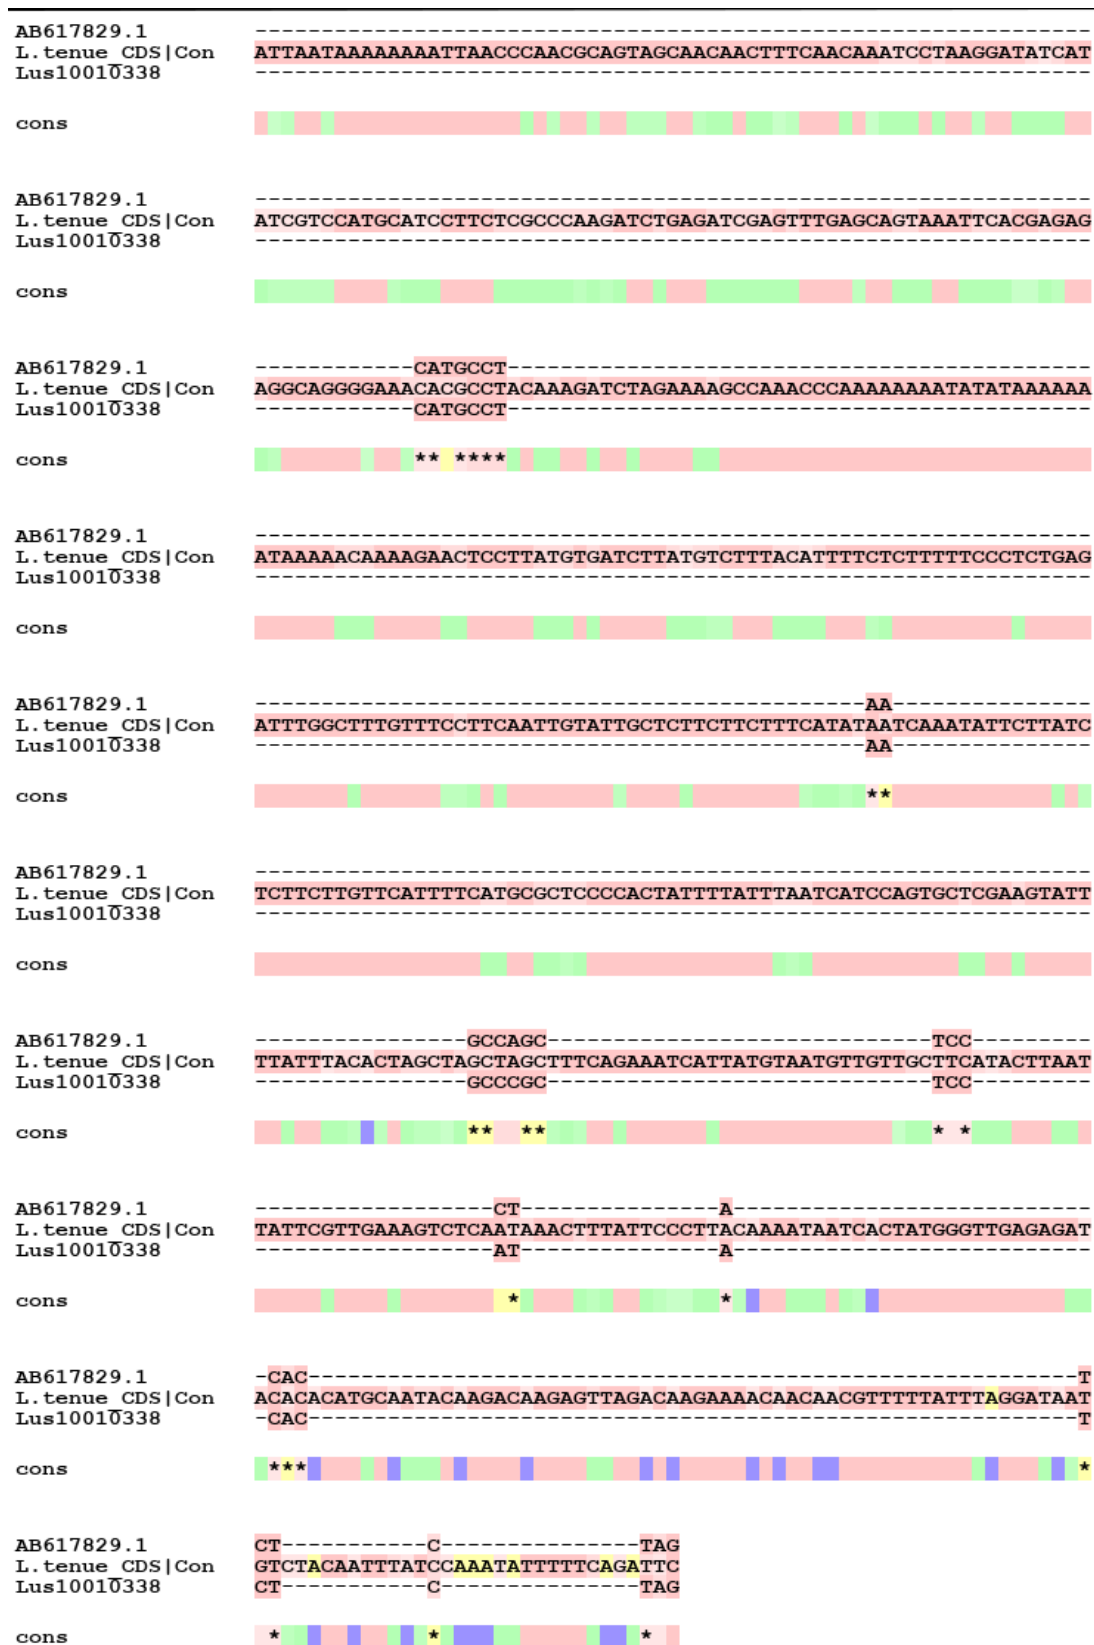 AB617829.1 ---------------------------------------------------------------
L.tenue_CDS|Con ATTAATAAAAAAAATTAACCCAACGCAGTAGCAACAACTTTCAACAAATCCTAAGGATATCAT
Lus10010338 ---------------------------------------------------------------
cons
AB617829.1 ---------------------------------------------------------------
L.tenue_CDS|Con ATCGTCCATGCATCCTTCTCGCCCAAGATCTGAGATCGAGTTTGAGCAGTAAATTCACGAGAG
Lus10010338 ---------------------------------------------------------------
cons
AB617829.1 ------------CATGCCT--------------------------------------------
L.tenue_CDS|Con AGGCAGGGGAAACACGCCTACAAAGATCTAGAAAAGCCAAACCCAAAAAAAATATATAAAAAA
Lus10010338 ------------CATGCCT--------------------------------------------
cons ** ****
AB617829.1 ---------------------------------------------------------------
L.tenue_CDS|Con ATAAAAACAAAAGAACTCCTTATGTGATCTTATGTCTTTACATTTTCTCTTTTTCCCTCTGAG
Lus10010338 ---------------------------------------------------------------
cons
AB617829.1 ----------------------------------------------AA---------------
L.tenue_CDS|Con ATTTGGCTTTGTTTCCTTCAATTGTATTGCTCTTCTTCTTTCATATAATCAAATATTCTTATC
Lus10010338 ----------------------------------------------AA---------------
cons **
AB617829.1 ---------------------------------------------------------------
L.tenue_CDS|Con TCTTCTTGTTCATTTTCATGCGCTCCCCACTATTTTATTTAATCATCCAGTGCTCGAAGTATT
Lus10010338 ---------------------------------------------------------------
cons
AB617829.1 ----------------GCCAGC-----------------------------TCC---------
L.tenue_CDS|Con TTATTTACACTAGCTAGCTAGCTTTCAGAAATCATTATGTAATGTTGTTGCTTCATACTTAAT
Lus10010338 ----------------GCCCGC-----------------------------TCC---------
cons ** ** * *
AB617829.1 ------------------CT---------------A---------------------------
L.tenue_CDS|Con TATTCGTTGAAAGTCTCAATAAACTTTATTCCCTTACAAAATAATCACTATGGGTTGAGAGAT
Lus10010338 ------------------AT---------------A---------------------------
cons * *
AB617829.1 -CAC----------------------------------------------------------T
L.tenue_CDS|Con ACACACATGCAATACAAGACAAGAGTTAGACAAGAAAACAACAACGTTTTTATTTAGGATAAT
Lus10010338 -CAC----------------------------------------------------------T
cons *** *
AB617829.1 CT-----------C---------------TAG
L.tenue_CDS|Con GTCTACAATTTATCCAAATATTTTTCAGATTC
Lus10010338 CT-----------C---------------TAG
cons * * *